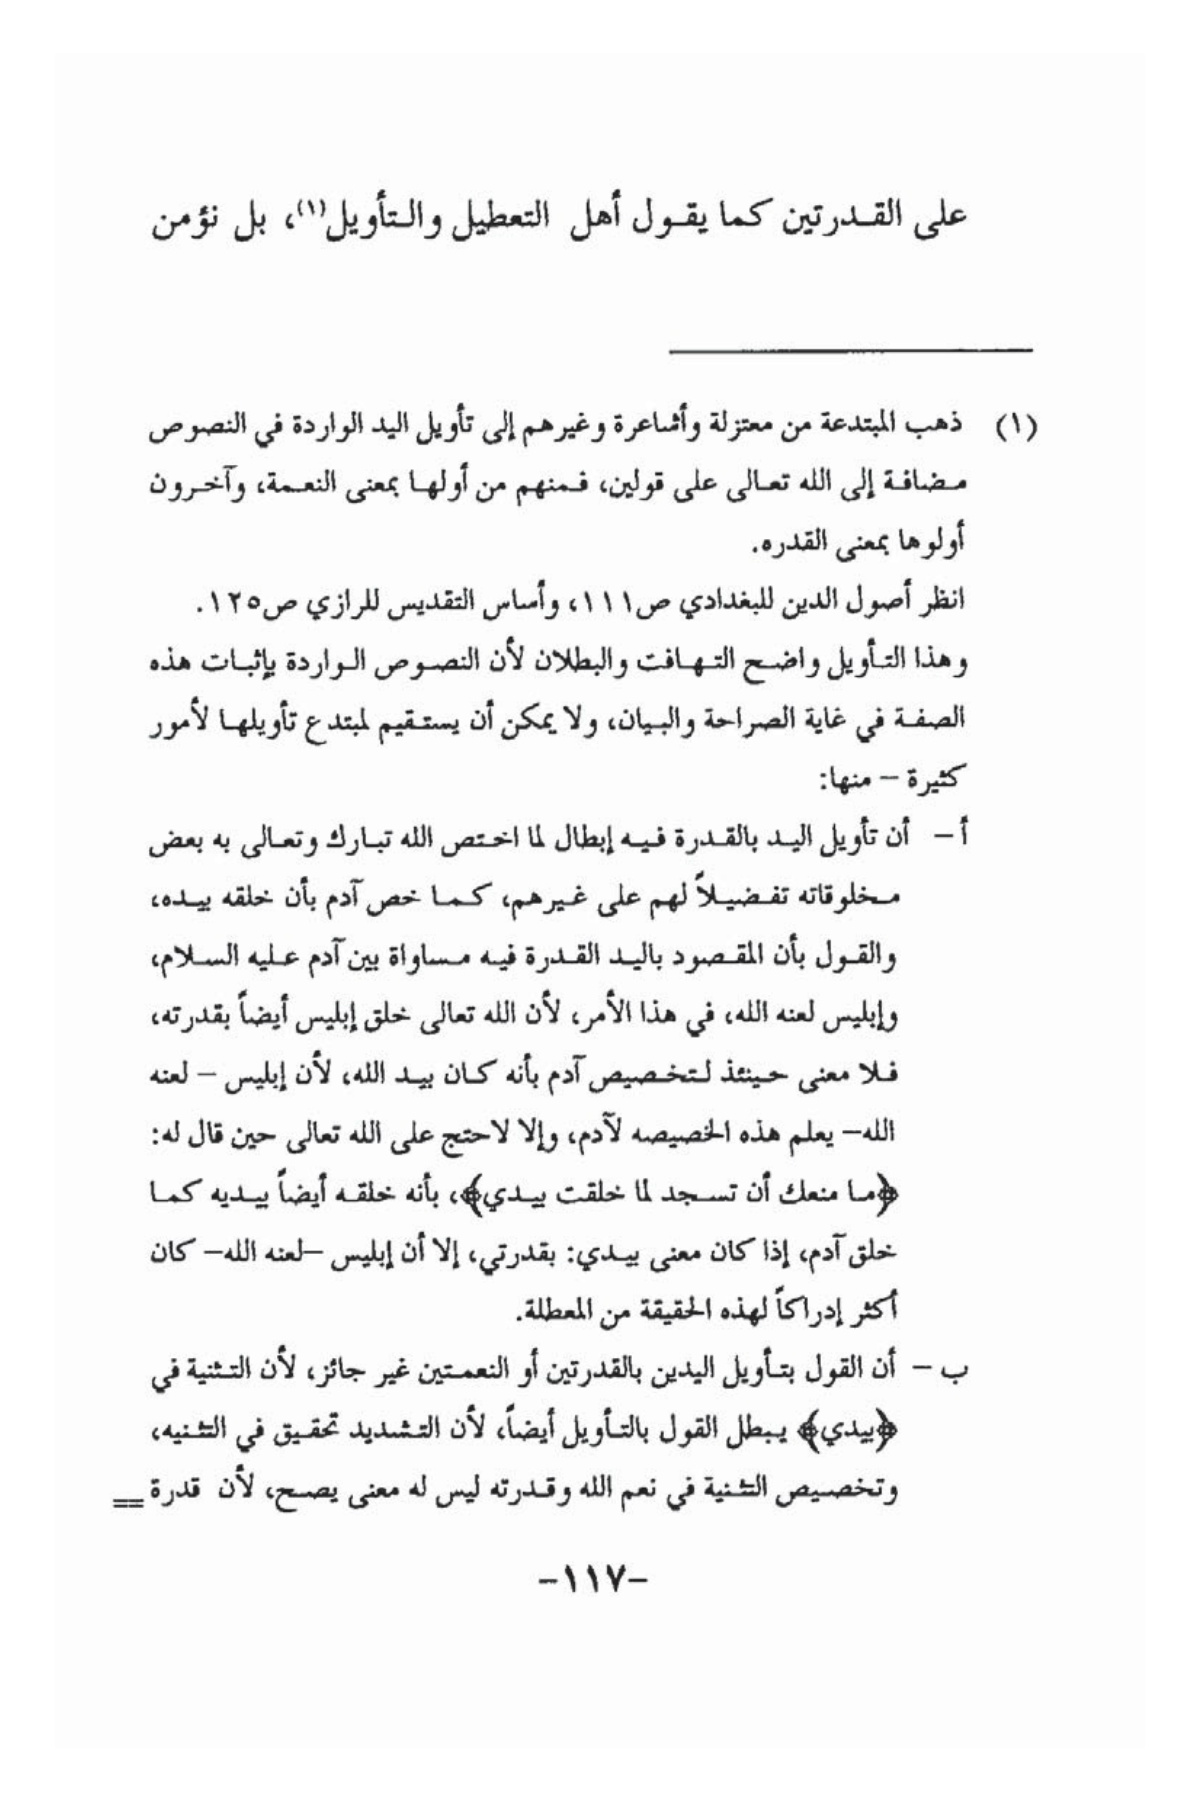 على القدرتين كما يقول أهل التعطيل والتأويل(١)، بل نؤمن
(١) ذهب المبتدعة من معتزلة وأشاعرة وغيرهم إلى تأويل اليد الواردة في النصوص
مضافة إلى الله تعالى على قولين، فمنهم من أولها بمعنى النعمة، وآخرون
أولوها بمعنى القدره.
انظر أصول الدين للبغدادي ص١١١، وأساس التقديس للرازي ص١٢٥.
وهذا التأويل واضح التهافت والبطلان لأن النصوص الواردة بإثبات هذه
الصفة في غاية الصراحة والبيان، ولا يمكن أن يستقيم لمبتدع تأويلها لأمور
كثيرة – منها:
أ – أن تأويل اليد بالقدرة فيه إبطال لما اختص الله تبارك وتعالى به بعض
مخلوقاته تفضيلاً لهم على غيرهم، كما خص آدم بأن خلقه بيده،
والقول بأن المقصود باليد القدرة فيه مساواة بين آدم عليه السلام،
وإبليس لعنه الله، في هذا الأمر، لأن الله تعالى خلق إبليس أيضاً بقدرته،
فلا معنى حينئذ لتخصيص آدم بأنه كان بيد الله، لأن إبليس – لعنه
الله– يعلم هذه الخصيصه لآدم، وإلا لاحتج على الله تعالى حين قال له:
﴿ما منعك أن تسجد لما خلقت بيدي﴾، بأنه خلقه أيضاً بيديه كما
خلق آدم، إذا كان معنى بيدي: بقدرتي، إلا أن إبليس –لعنه الله– كان
أكثر إدراكاً لهذه الحقيقة من المعطلة.
ب – أن القول بتأويل اليدين بالقدرتين أو النعمتين غير جائز، لأن التثنية في
﴿بيدي﴾ يبطل القول بالتأويل أيضاً، لأن التشديد تحقيق في التثنيه،
وتخصيص التثنية في نعم الله وقدرته ليس له معنى يصح، لأن قدرة ==
–١١٧–